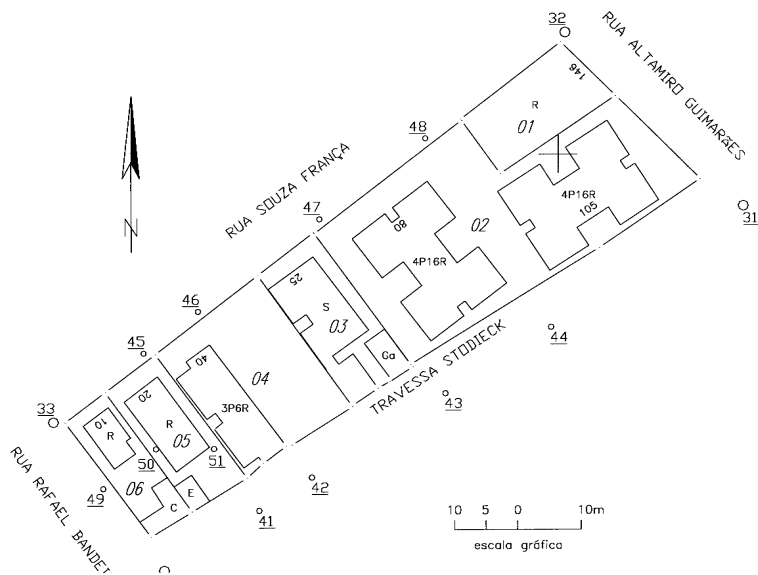 32
RUA ALTAMIRO GUIMARÃES
146
R
01
48
RUA SOUZA FRANÇA
4P16R
105
47
80
02
31
N
4P16R
25
46
S
03
44
45
Ga
40
04
TRAVESSA STODIECK
20
3P6R
43
33
10
R
R
05
50
51
RUA RAFAEL BANDEI
06
49
E
C
42
41
10 5 0 10m
escala gráfica